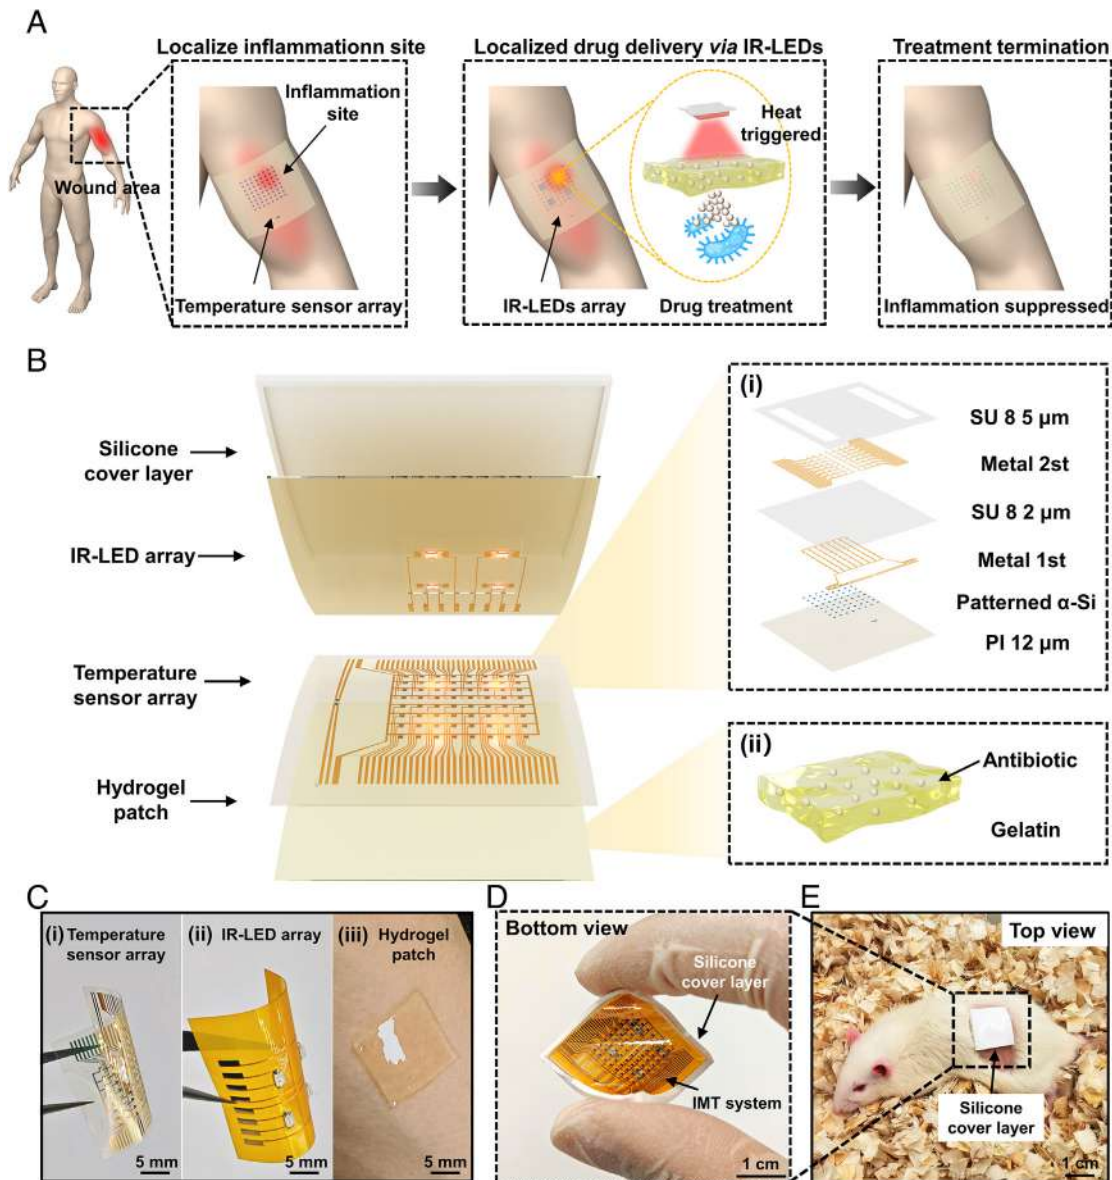 A
Localize inflammationn site
Localized drug delivery via IR-LEDs
Treatment termination
Wound area
Inflammation
site
Temperature sensor array
Heat
triggered
IR-LEDs array
Drug treatment
Inflammation suppressed
B
Silicone
cover layer
IR-LED array
Temperature
sensor array
Hydrogel
patch
(i)
SU 8 5 µm
Metal 2st
SU 8 2 µm
Metal 1st
Patterned α-Si
PI 12 µm
(ii)
Antibiotic
Gelatin
C
(i) Temperature
sensor array
5 mm
(ii) IR-LED array
5 mm
(iii) Hydrogel
patch
5 mm
D
Bottom view
Silicone
cover layer
IMT system
1 cm
E
Top view
Silicone
cover layer
1 cm